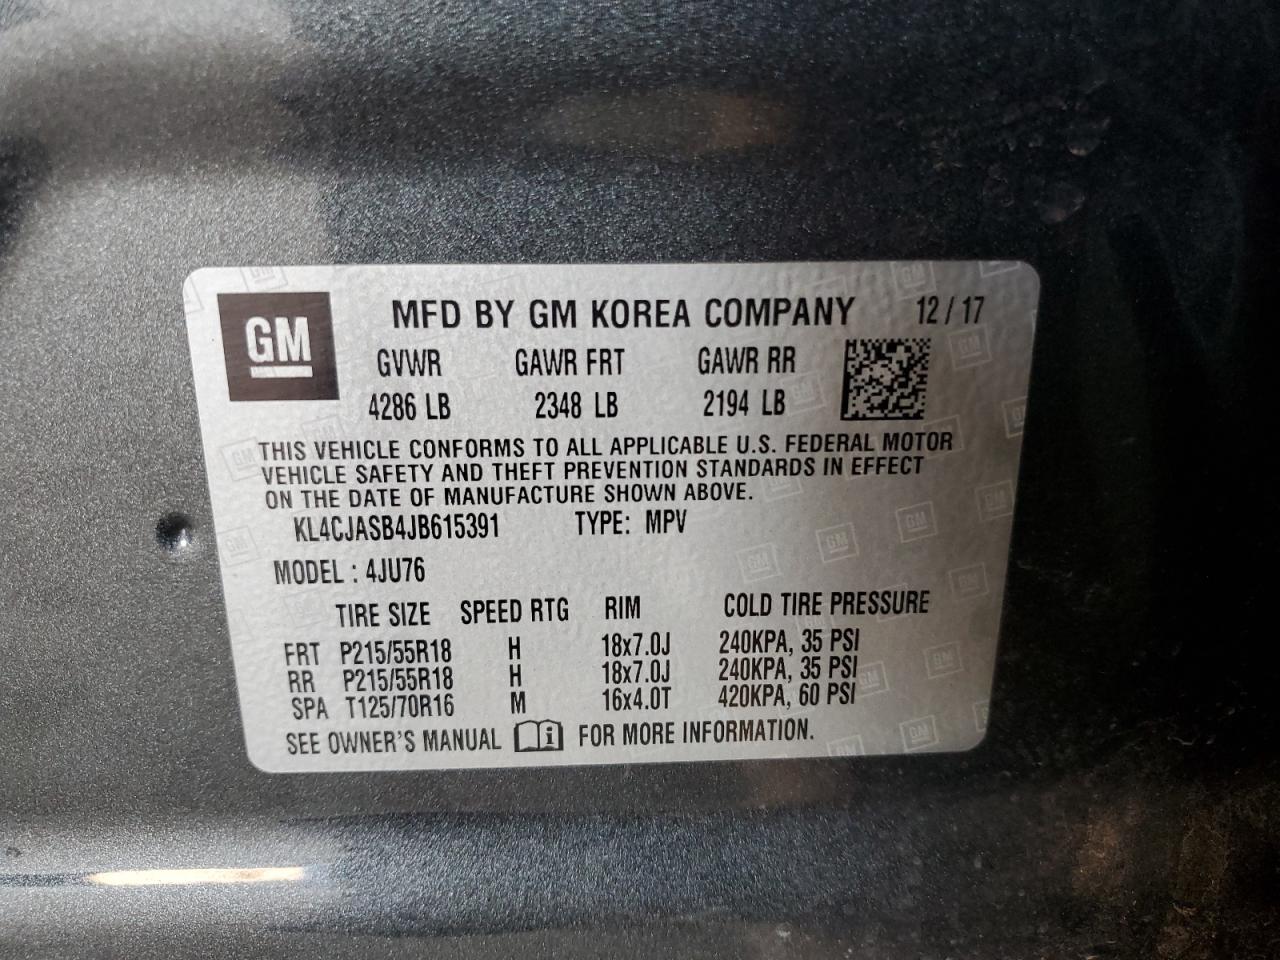 GM
MFD BY GM KOREA COMPANY 12 / 17
GVWR GAWR FRT GAWR RR
4286 LB 2348 LB 2194 LB
THIS VEHICLE CONFORMS TO ALL APPLICABLE U.S. FEDERAL MOTOR
VEHICLE SAFETY AND THEFT PREVENTION STANDARDS IN EFFECT
ON THE DATE OF MANUFACTURE SHOWN ABOVE.
KL4CJASB4JB615391 TYPE: MPV
MODEL : 4JU76
TIRE SIZE SPEED RTG RIM COLD TIRE PRESSURE
FRT P215/55R18 H 18x7.0J 240KPA, 35 PSI
RR P215/55R18 H 18x7.0J 240KPA, 35 PSI
SPA T125/70R16 M 16x4.0T 420KPA, 60 PSI
SEE OWNER'S MANUAL i FOR MORE INFORMATION.